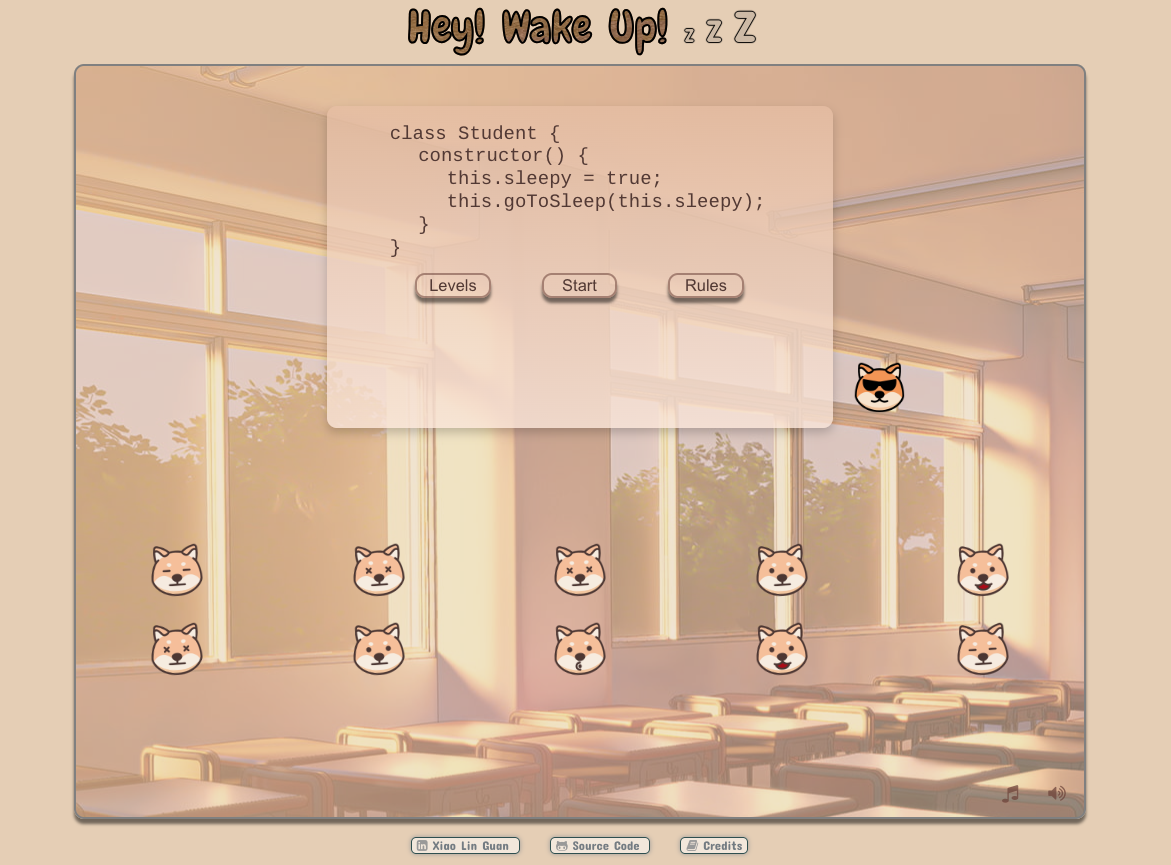 Hey! Wake Up! z z Z
class Student {
constructor() {
this.sleepy = true;
this.goToSleep(this.sleepy);
}
}
Levels Start Rules
Xiao Lin Guan Source Code Credits